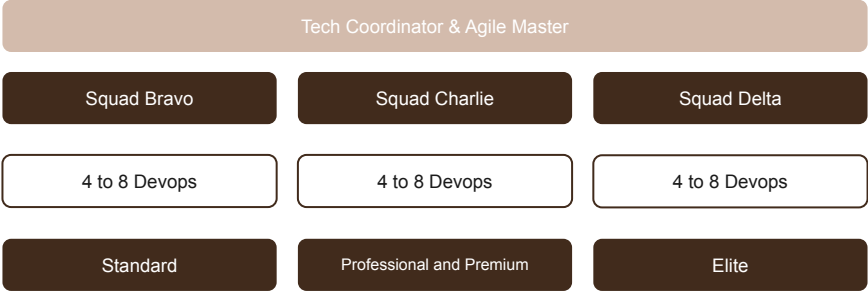 Tech Coordinator & Agile Master
Squad Bravo
Squad Charlie
Squad Delta
4 to 8 Devops
4 to 8 Devops
4 to 8 Devops
Standard
Professional and Premium
Elite